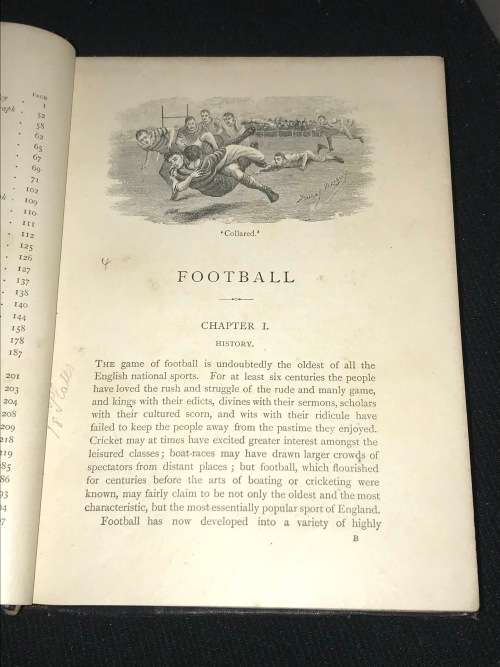 PAGE
1
52
58
62
65
67
69
71
102
109
110
111
112
125
126
127
137
138
140
144
158
178
187
201
203
204
'Collared.'
4
FOOTBALL
CHAPTER I.
HISTORY.
THE game of football is undoubtedly the oldest of all the
English national sports. For at least six centuries the people
have loved the rush and struggle of the rude and manly game,
and kings with their edicts, divines with their sermons, scholars
with their cultured scorn, and wits with their ridicule have
failed to keep the people away from the pastime they enjoyed.
Cricket may at times have excited greater interest amongst the
leisured classes; boat-races may have drawn larger crowds of
spectators from distant places; but football, which flourished
for centuries before the arts of boating or cricketing were
known, may fairly claim to be not only the oldest and the most
characteristic, but the most essentially popular sport of England.
Football has now developed into a variety of highly
B